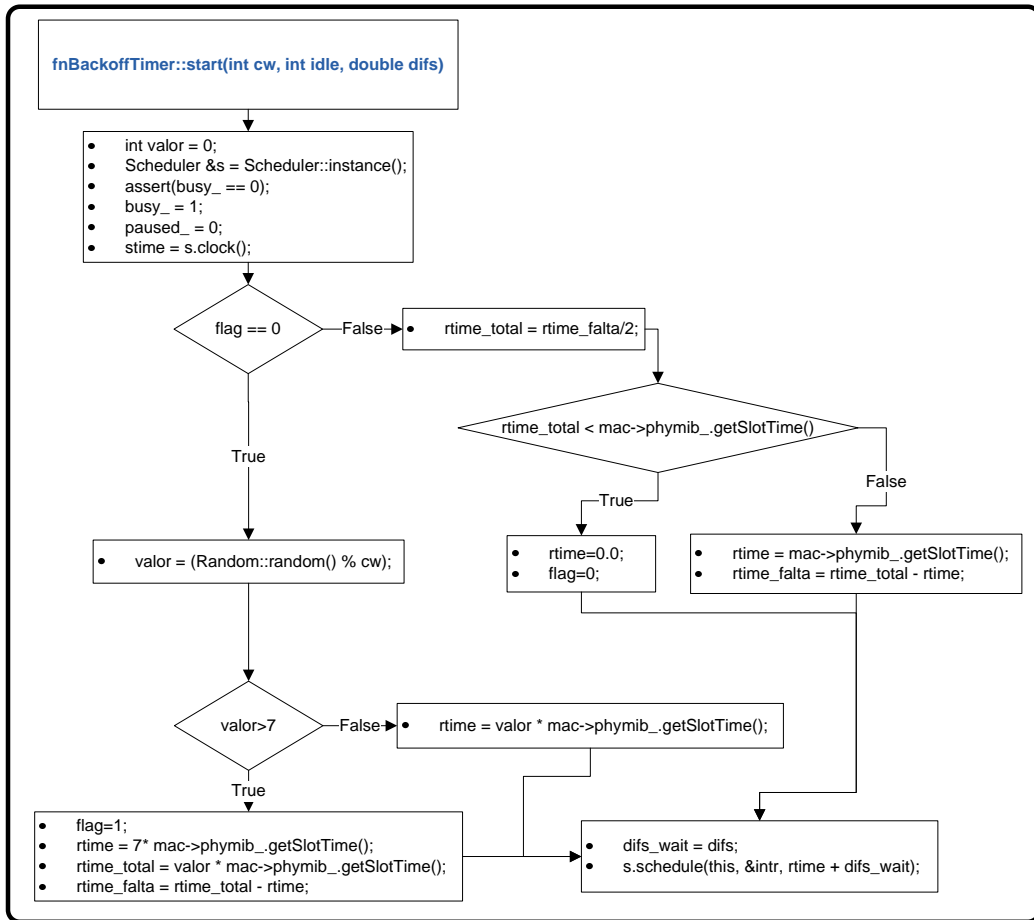 fnBackoffTimer::start(int cw, int idle, double difs)
• int valor = 0;
• Scheduler &s = Scheduler::instance();
• assert(busy_ == 0);
• busy_ = 1;
• paused_ = 0;
• stime = s.clock();
flag == 0
False
• rtime_total = rtime_falta/2;
rtime_total < mac->phymib_.getSlotTime()
True
True
False
• valor = (Random::random() % cw);
• rtime=0.0;
• flag=0;
• rtime = mac->phymib_.getSlotTime();
• rtime_falta = rtime_total - rtime;
valor>7
False
• rtime = valor * mac->phymib_.getSlotTime();
True
• flag=1;
• rtime = 7* mac->phymib_.getSlotTime();
• rtime_total = valor * mac->phymib_.getSlotTime();
• rtime_falta = rtime_total - rtime;
• difs_wait = difs;
• s.schedule(this, &intr, rtime + difs_wait);